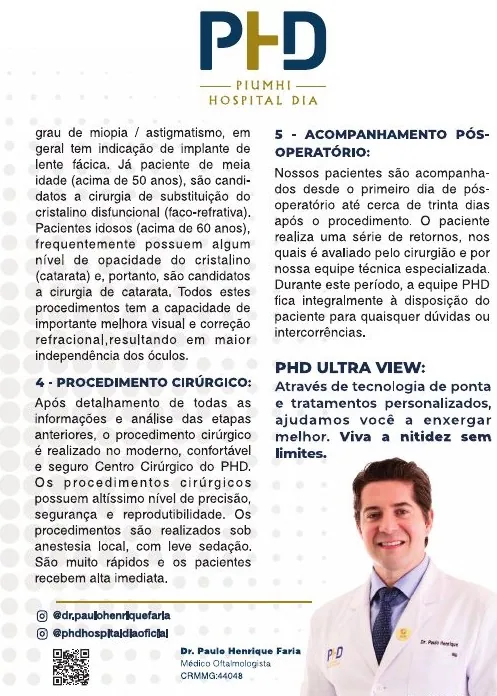 PHD
PIUMHI
HOSPITAL DIA
grau de miopia / astigmatismo, em
geral tem indicação de implante de
lente fácica. Já paciente de meia
idade (acima de 50 anos), são candi-
datos a cirurgia de substituição do
cristalino disfuncional (faco-refrativa).
Pacientes idosos (acima de 60 anos),
frequentemente possuem algum
nível de opacidade do cristalino
(catarata) e, portanto, são candidatos
a cirurgia de catarata. Todos estes
procedimentos tem a capacidade de
importante melhora visual e correção
refracional,resultando em maior
independência dos óculos.
4 - PROCEDIMENTO CIRÚRGICO:
Após detalhamento de todas as
informações e análise das etapas
anteriores, o procedimento cirúrgico
é realizado no moderno, confortável
e seguro Centro Cirúrgico do PHD.
Os procedimentos cirúrgicos
possuem altíssimo nível de precisão,
segurança e reprodutibilidade. Os
procedimentos são realizados sob
anestesia local, com leve sedação.
São muito rápidos e os pacientes
recebem alta imediata.
5 - ACOMPANHAMENTO PÓS-
OPERATÓRIO:
Nossos pacientes são acompanha-
dos desde o primeiro dia de pós-
operatório até cerca de trinta dias
após o procedimento. O paciente
realiza uma série de retornos, nos
quais é avaliado pelo cirurgião e por
nossa equipe técnica especializada.
Durante este período, a equipe PHD
fica integralmente à disposição do
paciente para quaisquer dúvidas ou
intercorrências.
PHD ULTRA VIEW:
Através de tecnologia de ponta
e tratamentos personalizados,
ajudamos você a enxergar
melhor. Viva a nitidez sem
limites.
@dr.paulohenriquefaria
@phdhospitaldiaoficial
Dr. Paulo Henrique Faria
Médico Oftalmologista
CRMMG:44048
PHD
Dr. Paulo Henrique